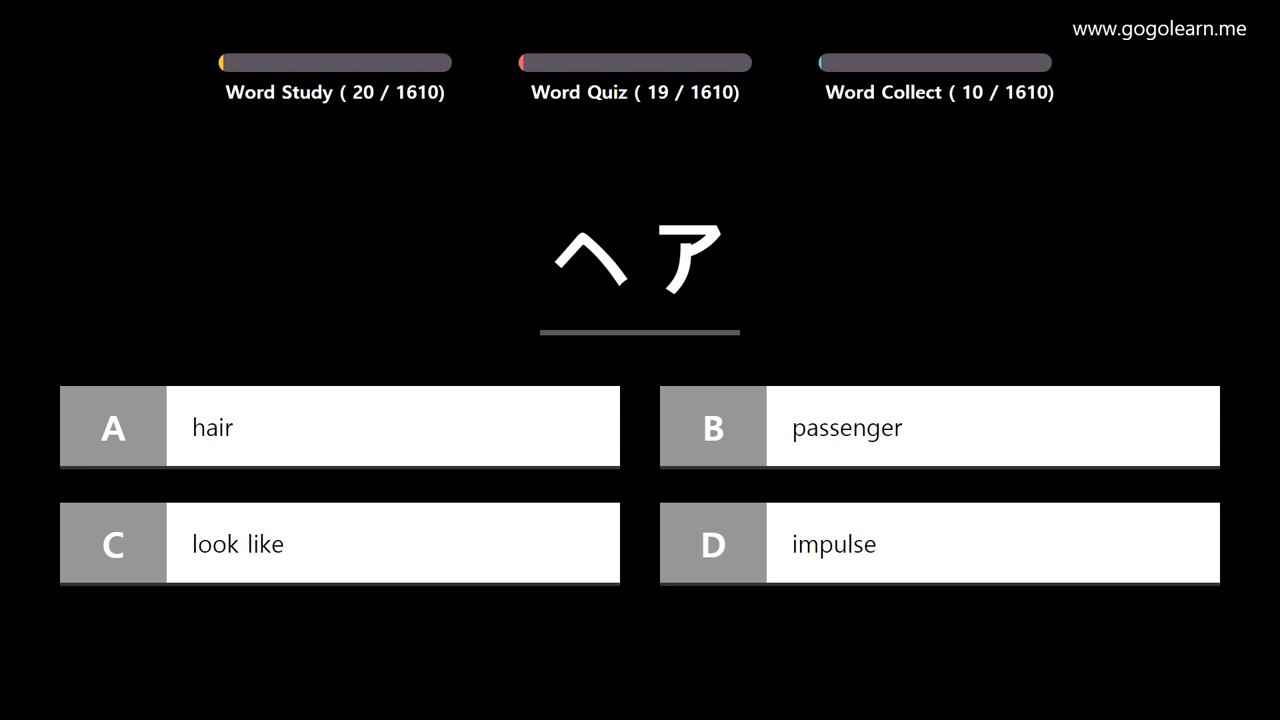 www.gogolearn.me
Word Study ( 20 / 1610)
Word Quiz ( 19 / 1610)
Word Collect ( 10 / 1610)
ヘア
A hair
B passenger
C look like
D impulse